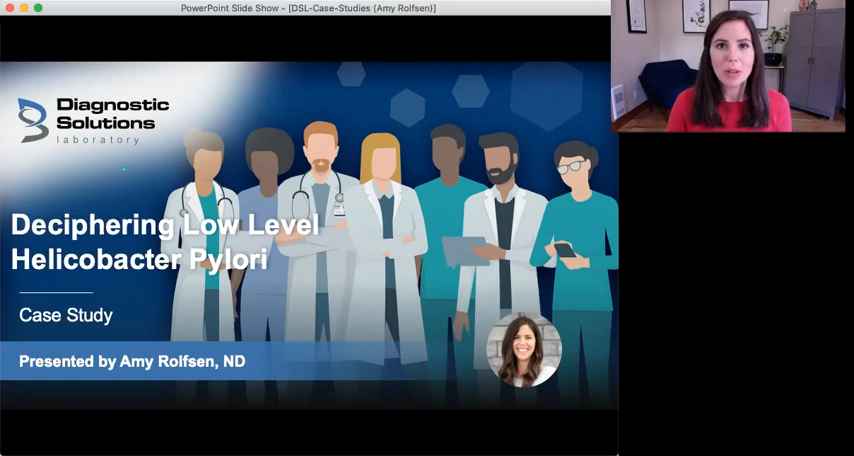 PowerPoint Slide Show - [DSL-Case-Studies (Amy Rolfsen)]
Diagnostic
Solutions
laboratory
Deciphering Low Level
Helicobacter Pylori
Case Study
Presented by Amy Rolfsen, ND